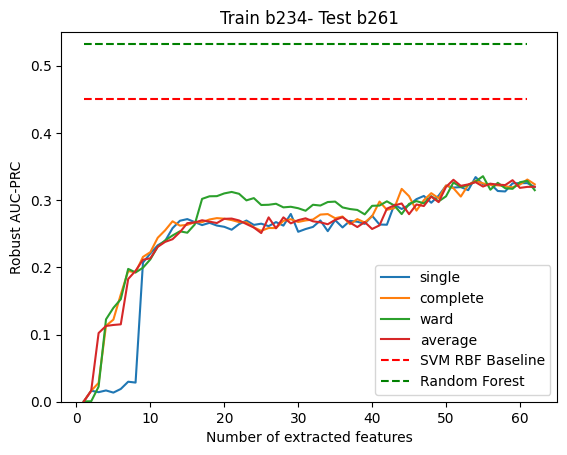 Train b234- Test b261
Robust AUC-PRC
0.5
0.4
0.3
0.2
0.1
0.0
single
complete
ward
average
SVM RBF Baseline
Random Forest
0 10 20 30 40 50 60
Number of extracted features